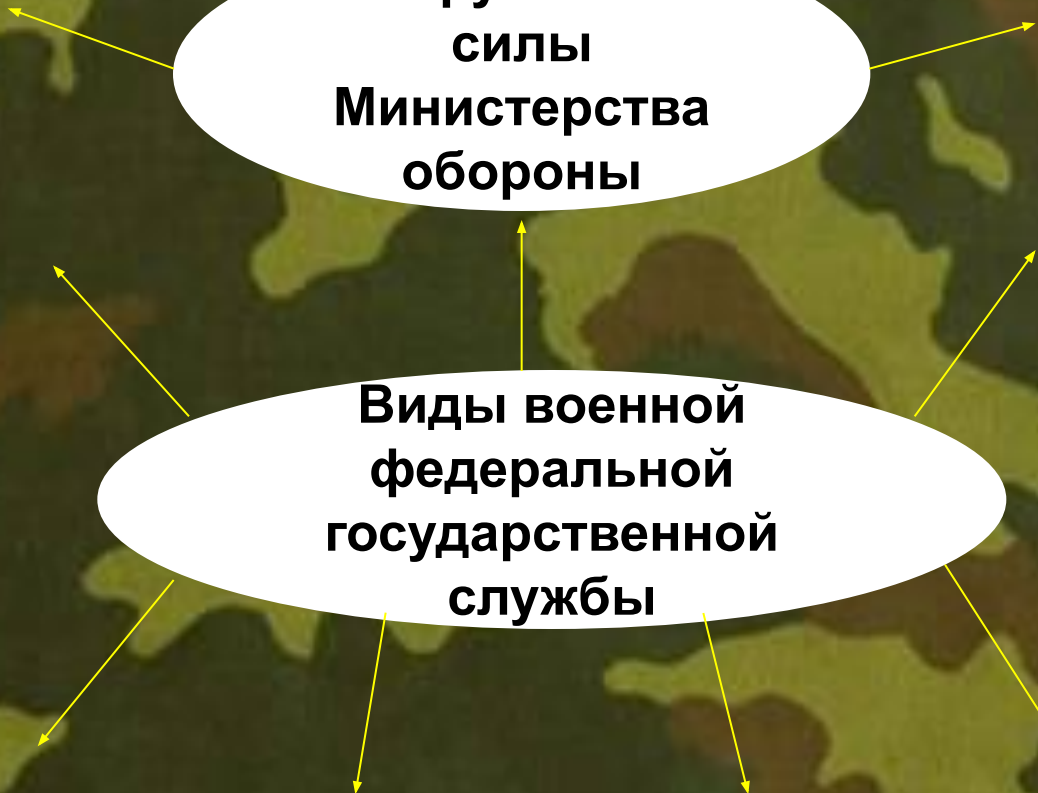 силы
Министерства
обороны
Виды военной
федеральной
государственной
службы